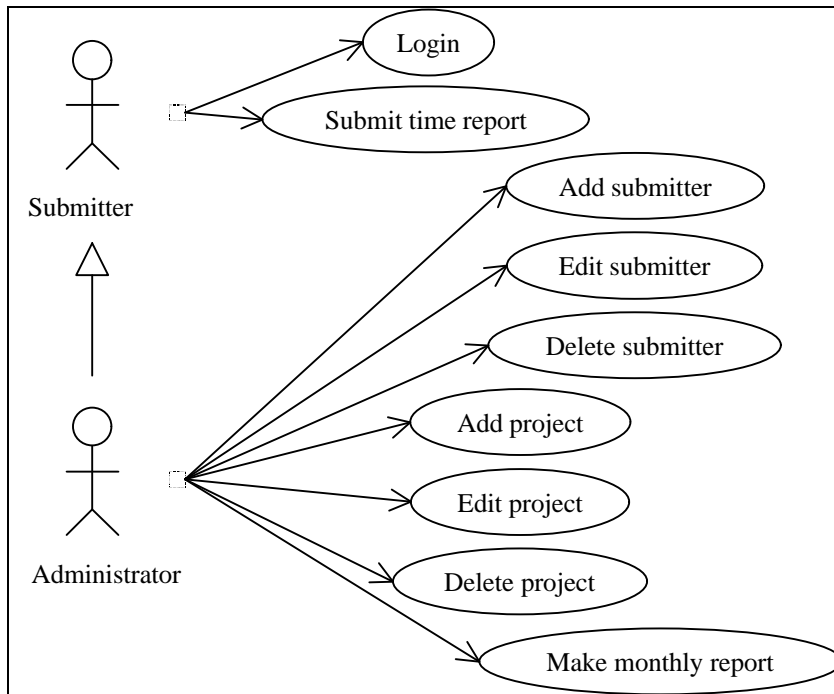 Login
Submit time report
Submitter
Add submitter
Edit submitter
Delete submitter
Add project
Edit project
Administrator
Delete project
Make monthly report